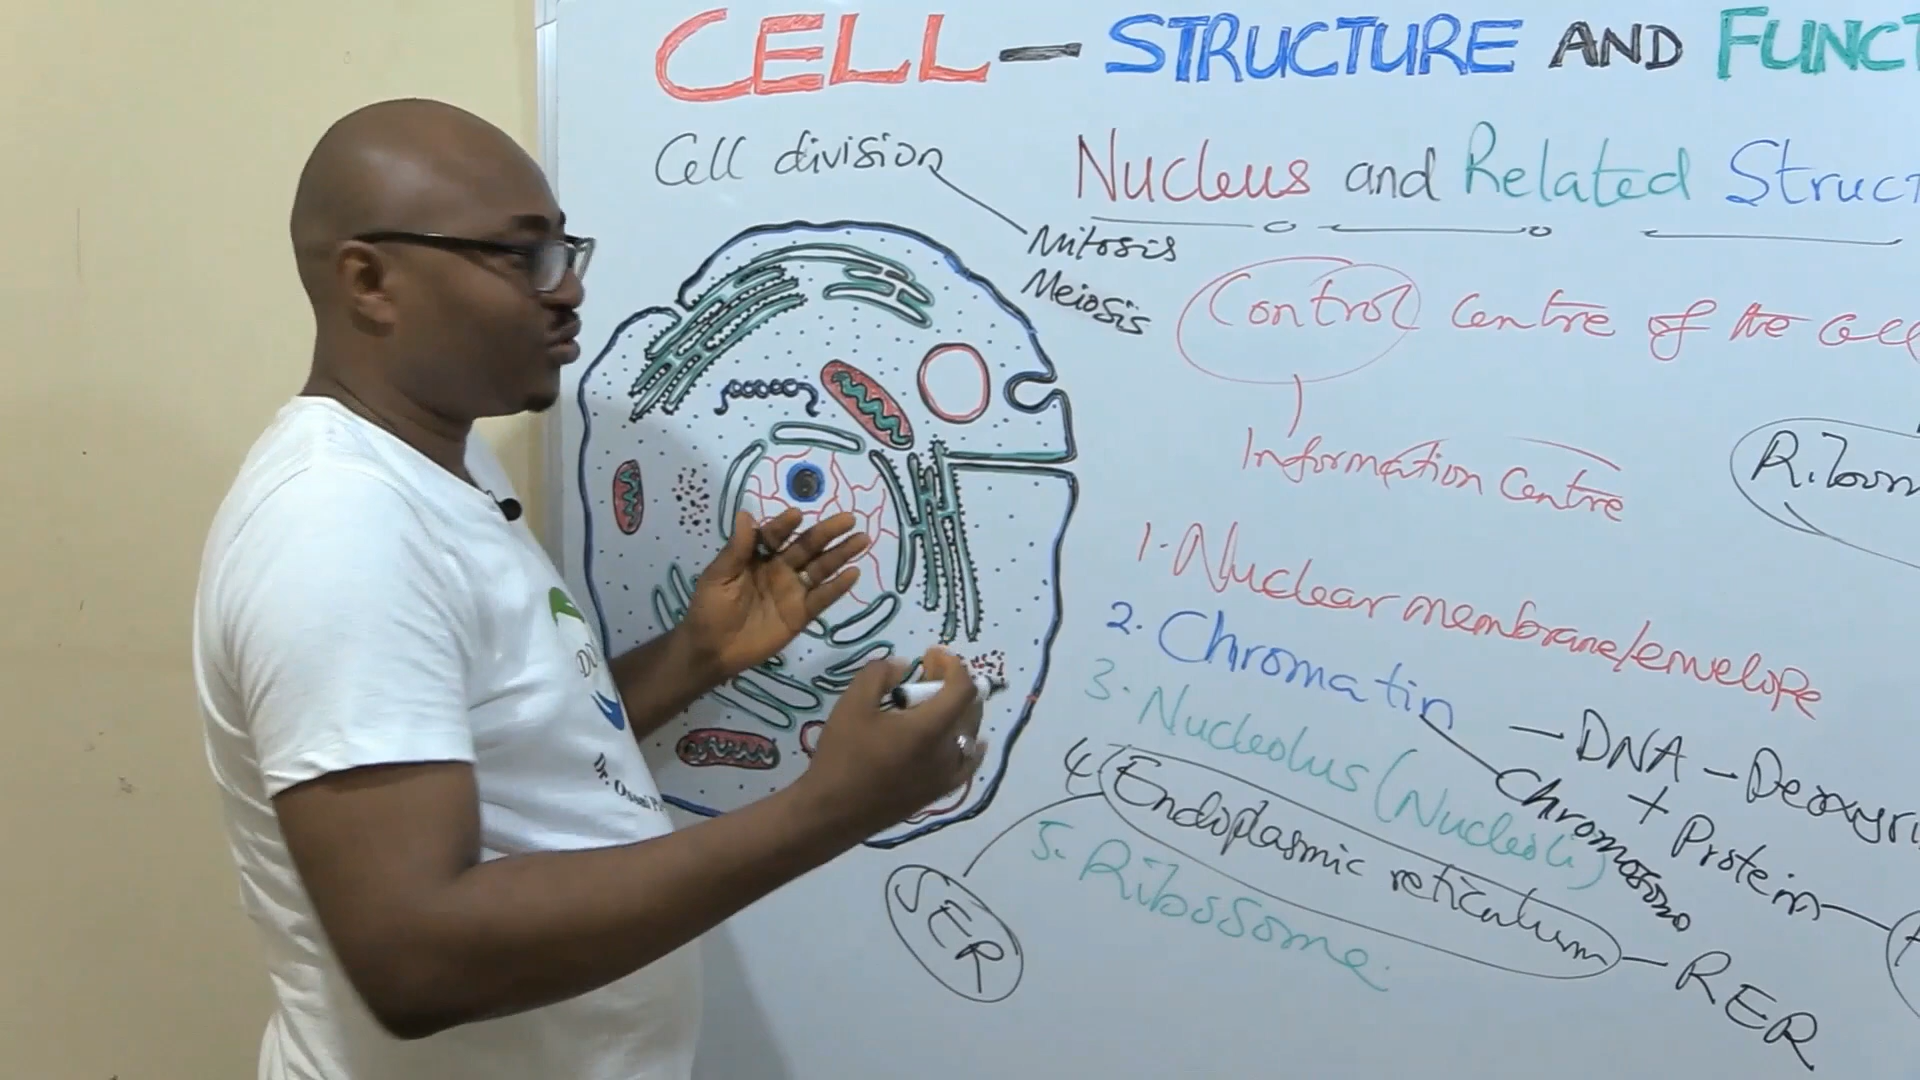 CELL - STRUCTURE AND FUNCT
Cell division
Mitosis
Meiosis
Nucleus and Related Struct
Control Centre of the Cell
Information Centre
1. Nuclear membrane/envelope
2. Chromatin - DNA - Deoxyri
+ Protein
Chromosome
3. Nucleolus (Nucleoli)
4. Endoplasmic reticulum - RER
SER
5. Ribosome.